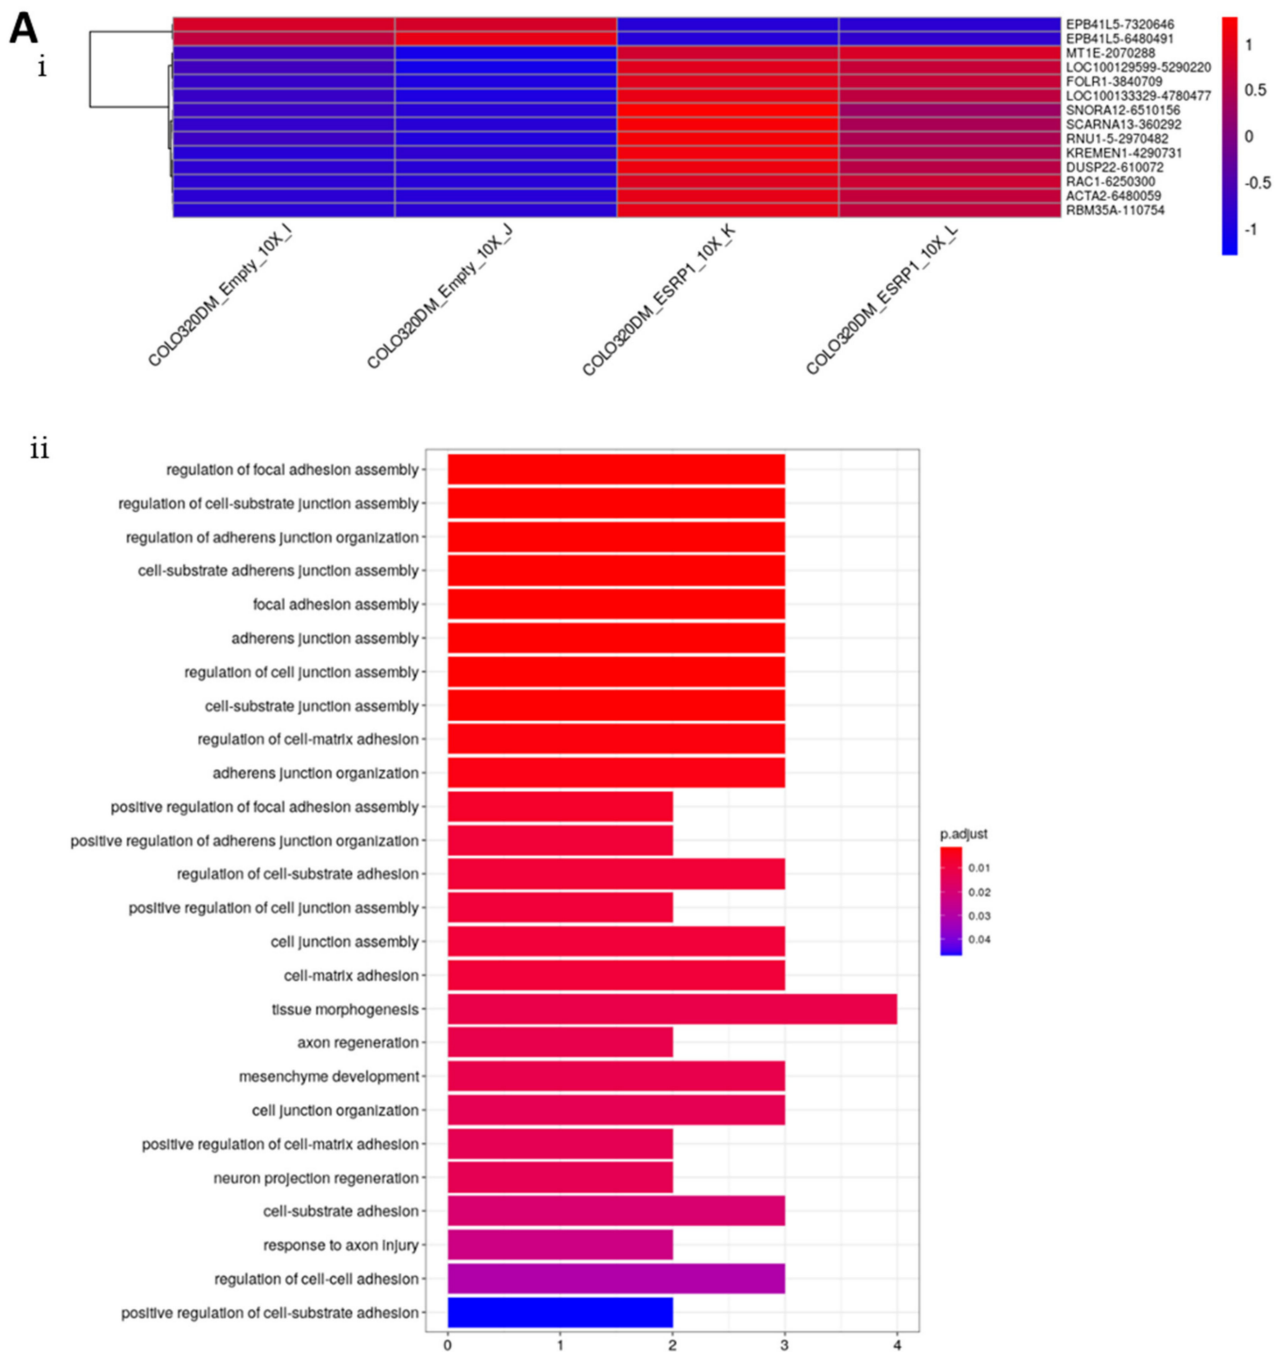 A
i
EPB41L5-7320646
EPB41L5-6480491
MT1E-2070288
LOC100129599-5290220
FOLR1-3840709
LOC100133329-4780477
SNORA12-6510156
SCARNA13-360292
RNU1-5-2970482
KREMEN1-4290731
DUSP22-610072
RAC1-6250300
ACTA2-6480059
RBM35A-110754
1
0.5
0
-0.5
-1
COLO320DM_Empty_10X_I
COLO320DM_Empty_10X_J
COLO320DM_ESRP1_10X_K
COLO320DM_ESRP1_10X_L
ii
regulation of focal adhesion assembly
regulation of cell-substrate junction assembly
regulation of adherens junction organization
cell-substrate adherens junction assembly
focal adhesion assembly
adherens junction assembly
regulation of cell junction assembly
cell-substrate junction assembly
regulation of cell-matrix adhesion
adherens junction organization
positive regulation of focal adhesion assembly
positive regulation of adherens junction organization
regulation of cell-substrate adhesion
positive regulation of cell junction assembly
cell junction assembly
cell-matrix adhesion
tissue morphogenesis
axon regeneration
mesenchyme development
cell junction organization
positive regulation of cell-matrix adhesion
neuron projection regeneration
cell-substrate adhesion
response to axon injury
regulation of cell-cell adhesion
positive regulation of cell-substrate adhesion
0 1 2 3 4
p.adjust
0.01
0.02
0.03
0.04